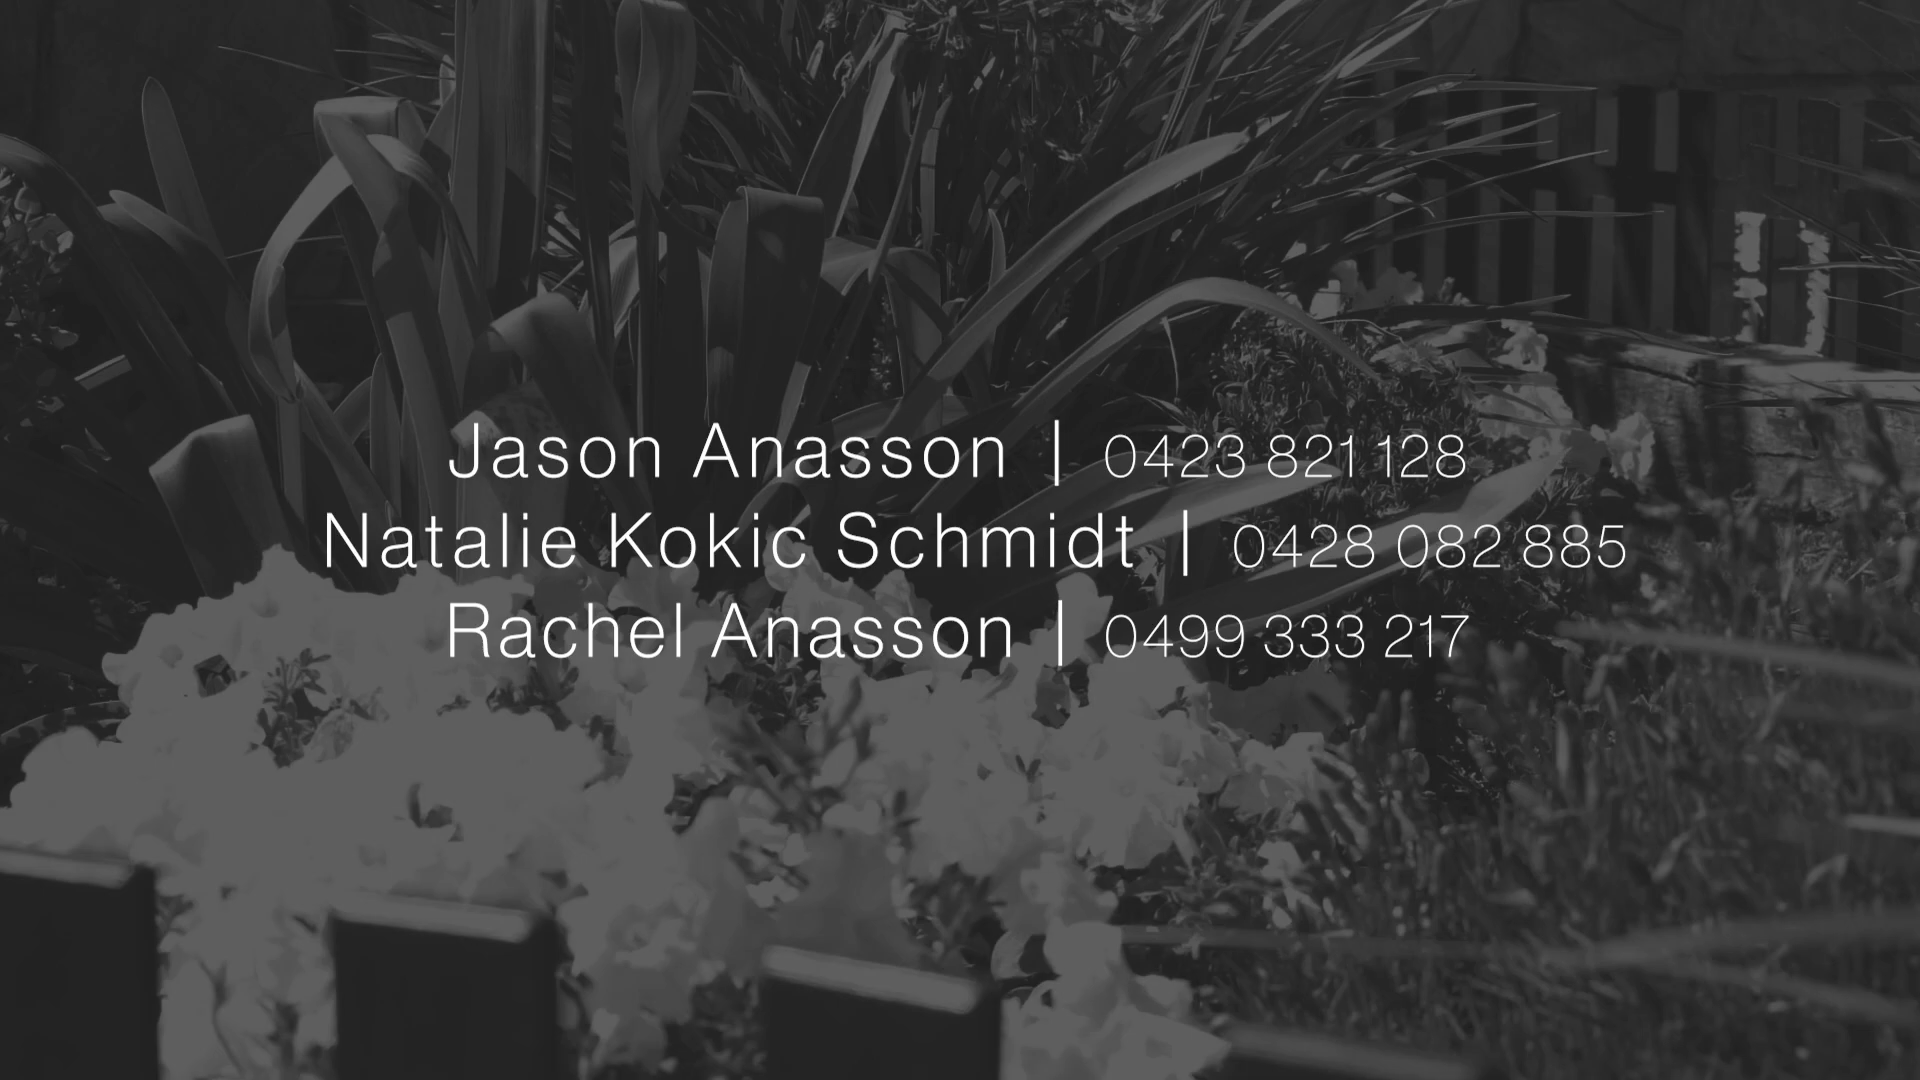 Jason Anasson | 0423 821 128
Natalie Kokic Schmidt | 0428 082 885
Rachel Anasson | 0499 333 217